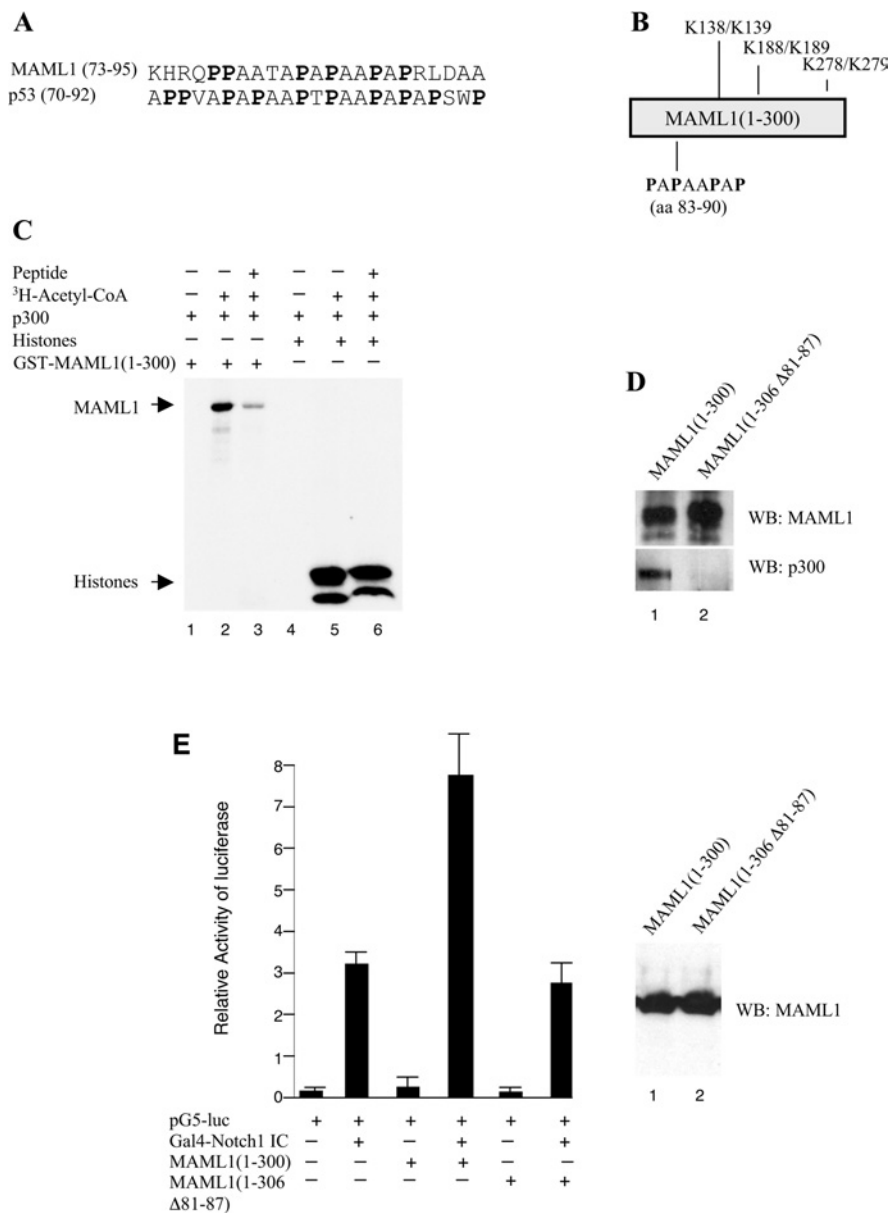 A
MAML1 (73-95) KHRQPPAATAPAPAAPAPRLDAA
p53 (70-92) APPVAPAPAAPTPAAPAPAPSWP
B
K138/K139
K188/K189
K278/K279
MAML1(1-300)
PAPAAPAP
(aa 83-90)
C
Peptide – – + – – +
³H-Acetyl-CoA – + + – + +
p300 + + + + + +
Histones – – – + + +
GST-MAML1(1-300) + + + – – –
MAML1
Histones
1 2 3 4 5 6
D
MAML1(1-300)
MAML1(1-306 Δ81-87)
WB: MAML1
WB: p300
1 2
E
Relative Activity of luciferase
8
7
6
5
4
3
2
1
0
pG5-luc + + + + + +
Gal4-Notch1 IC – + – + – +
MAML1(1-300) – – + + – –
MAML1(1-306 – – – – + +
Δ81-87)
MAML1(1-300)
MAML1(1-306 Δ81-87)
WB: MAML1
1 2